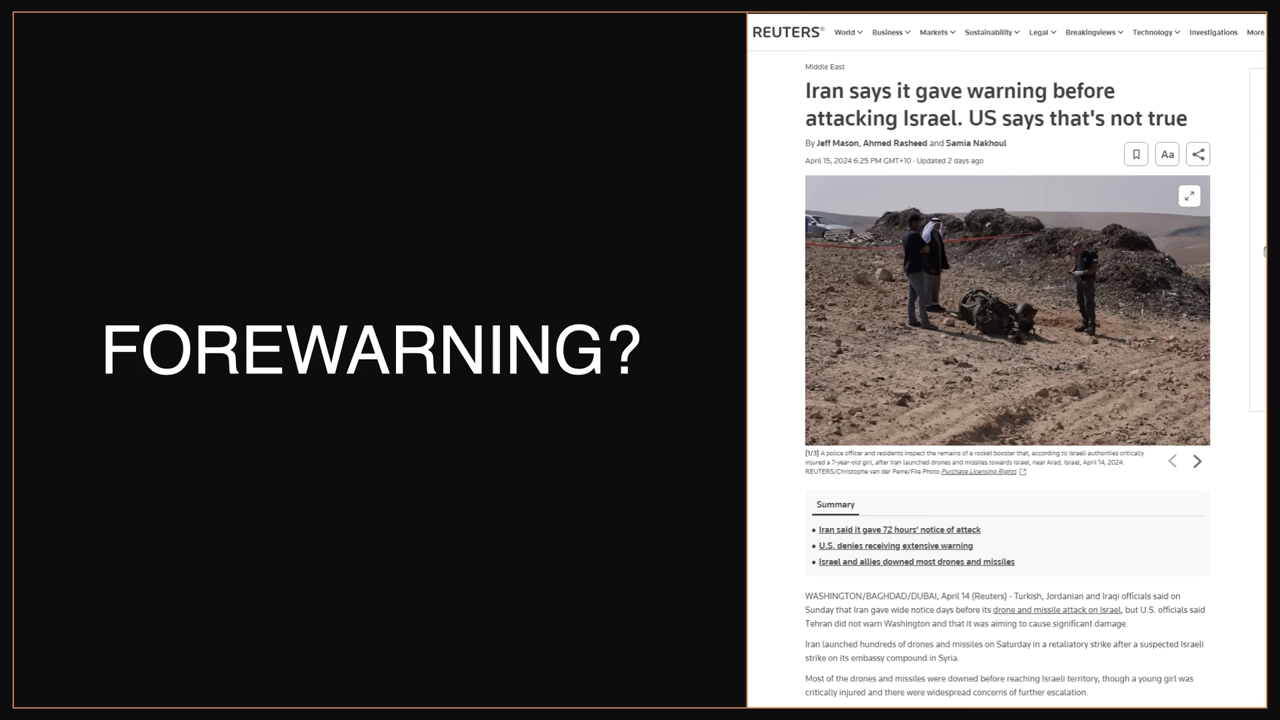 FOREWARNING?
REUTERS®
World
Business
Markets
Sustainability
Legal
Breakingviews
Technology
Investigations
More
Middle East
Iran says it gave warning before
attacking Israel. US says that's not true
By Jeff Mason, Ahmed Rasheed and Samia Nakhoul
April 15, 2024 6:25 PM GMT+10 · Updated 2 days ago
Aa
[1/3] A police officer and residents inspect the remains of a rocket booster that, according to Israeli authorities critically
injured a 7-year-old girl, after Iran launched drones and missiles towards Israel, near Arad, Israel, April 14, 2024.
REUTERS/Christophe van der Perre/File Photo Purchase Licensing Rights
Summary
• Iran said it gave 72 hours' notice of attack
• U.S. denies receiving extensive warning
• Israel and allies downed most drones and missiles
WASHINGTON/BAGHDAD/DUBAI, April 14 (Reuters) - Turkish, Jordanian and Iraqi officials said on
Sunday that Iran gave wide notice days before its drone and missile attack on Israel, but U.S. officials said
Tehran did not warn Washington and that it was aiming to cause significant damage.
Iran launched hundreds of drones and missiles on Saturday in a retaliatory strike after a suspected Israeli
strike on its embassy compound in Syria.
Most of the drones and missiles were downed before reaching Israeli territory, though a young girl was
critically injured and there were widespread concerns of further escalation.